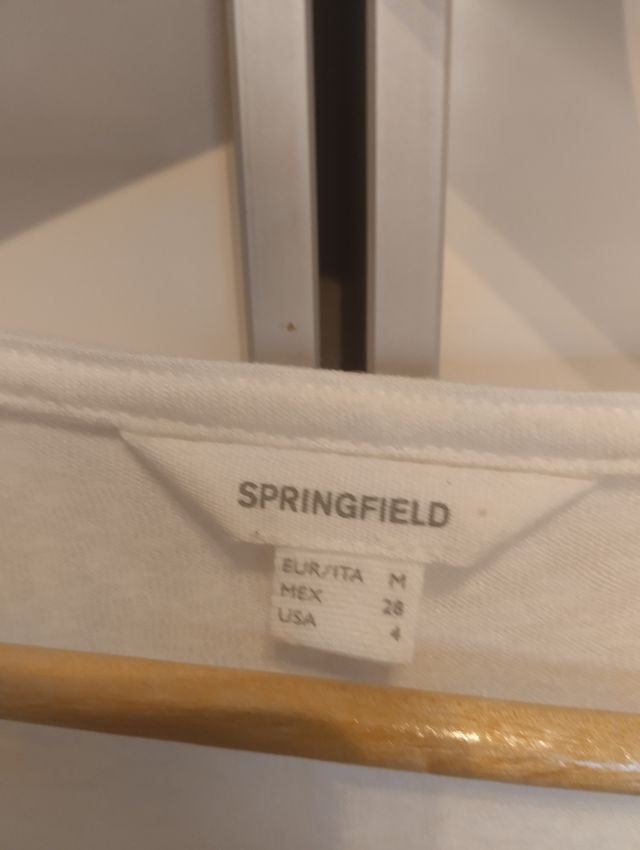 SPRINGFIELD
EUR/ITA M
MEX 28
USA 4